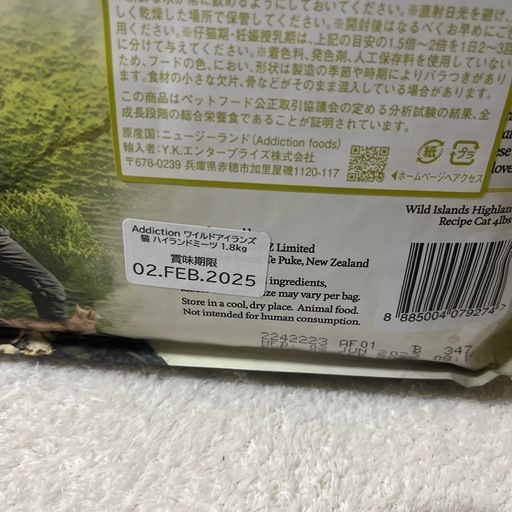 しく乾燥した場所で保管してください。※開封後はなるべくお早めにご
用ください。※仔猫期・妊娠授乳期は、上記の目安の1.5倍〜2倍を1日2〜3回
に分けて与えてください。※着色料、発色剤、人工保存料を使用していない
ため、フードの色、におい、形状は製造の季節や時期によりバラつきがあり
ます。食材の小さな欠片、骨などがそのまま混入している場合があります。
この商品はペットフード公正取引協議会の定める分析試験の結果、全
成長段階の総合栄養食であることが証明されています。
原産国:ニュージーランド(Addiction foods)
輸入者:Y.K.エンタープライズ株式会社
〒678-0239 兵庫県赤穂市加里屋磯1120-117
紙
プラ
◀ホームページへアクセス
Wild Islands Highland
Recipe Cat 4lbs
Addiction ワイルドアイランズ
猫 ハイランドミーツ 1.8kg
賞味期限
02.FEB.2025
Z Limited
Te Puke, New Zealand
ingredients,
ize may vary per bag.
Store in a cool, dry place. Animal food.
Not intended for human consumption.
8 885004 079274 >
2242223 AF01 B 347